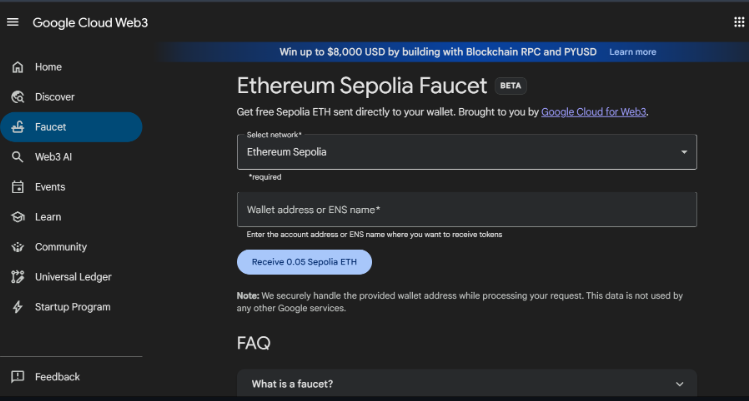 Google Cloud Web3
Win up to $8,000 USD by building with Blockchain RPC and PYUSD Learn more
Home
Discover
Faucet
Web3 AI
Events
Learn
Community
Universal Ledger
Startup Program
Feedback
Ethereum Sepolia Faucet BETA
Get free Sepolia ETH sent directly to your wallet. Brought to you by Google Cloud for Web3.
Select network*
Ethereum Sepolia
*required
Wallet address or ENS name*
Enter the account address or ENS name where you want to receive tokens
Receive 0.05 Sepolia ETH
Note: We securely handle the provided wallet address while processing your request. This data is not used by
any other Google services.
FAQ
What is a faucet?